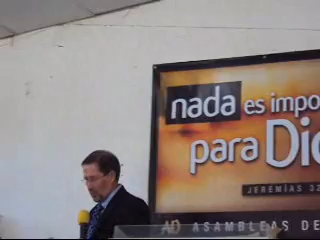 nada es impo
para Dio
JEREMÍAS 32
AD ASAMBLEAS DE